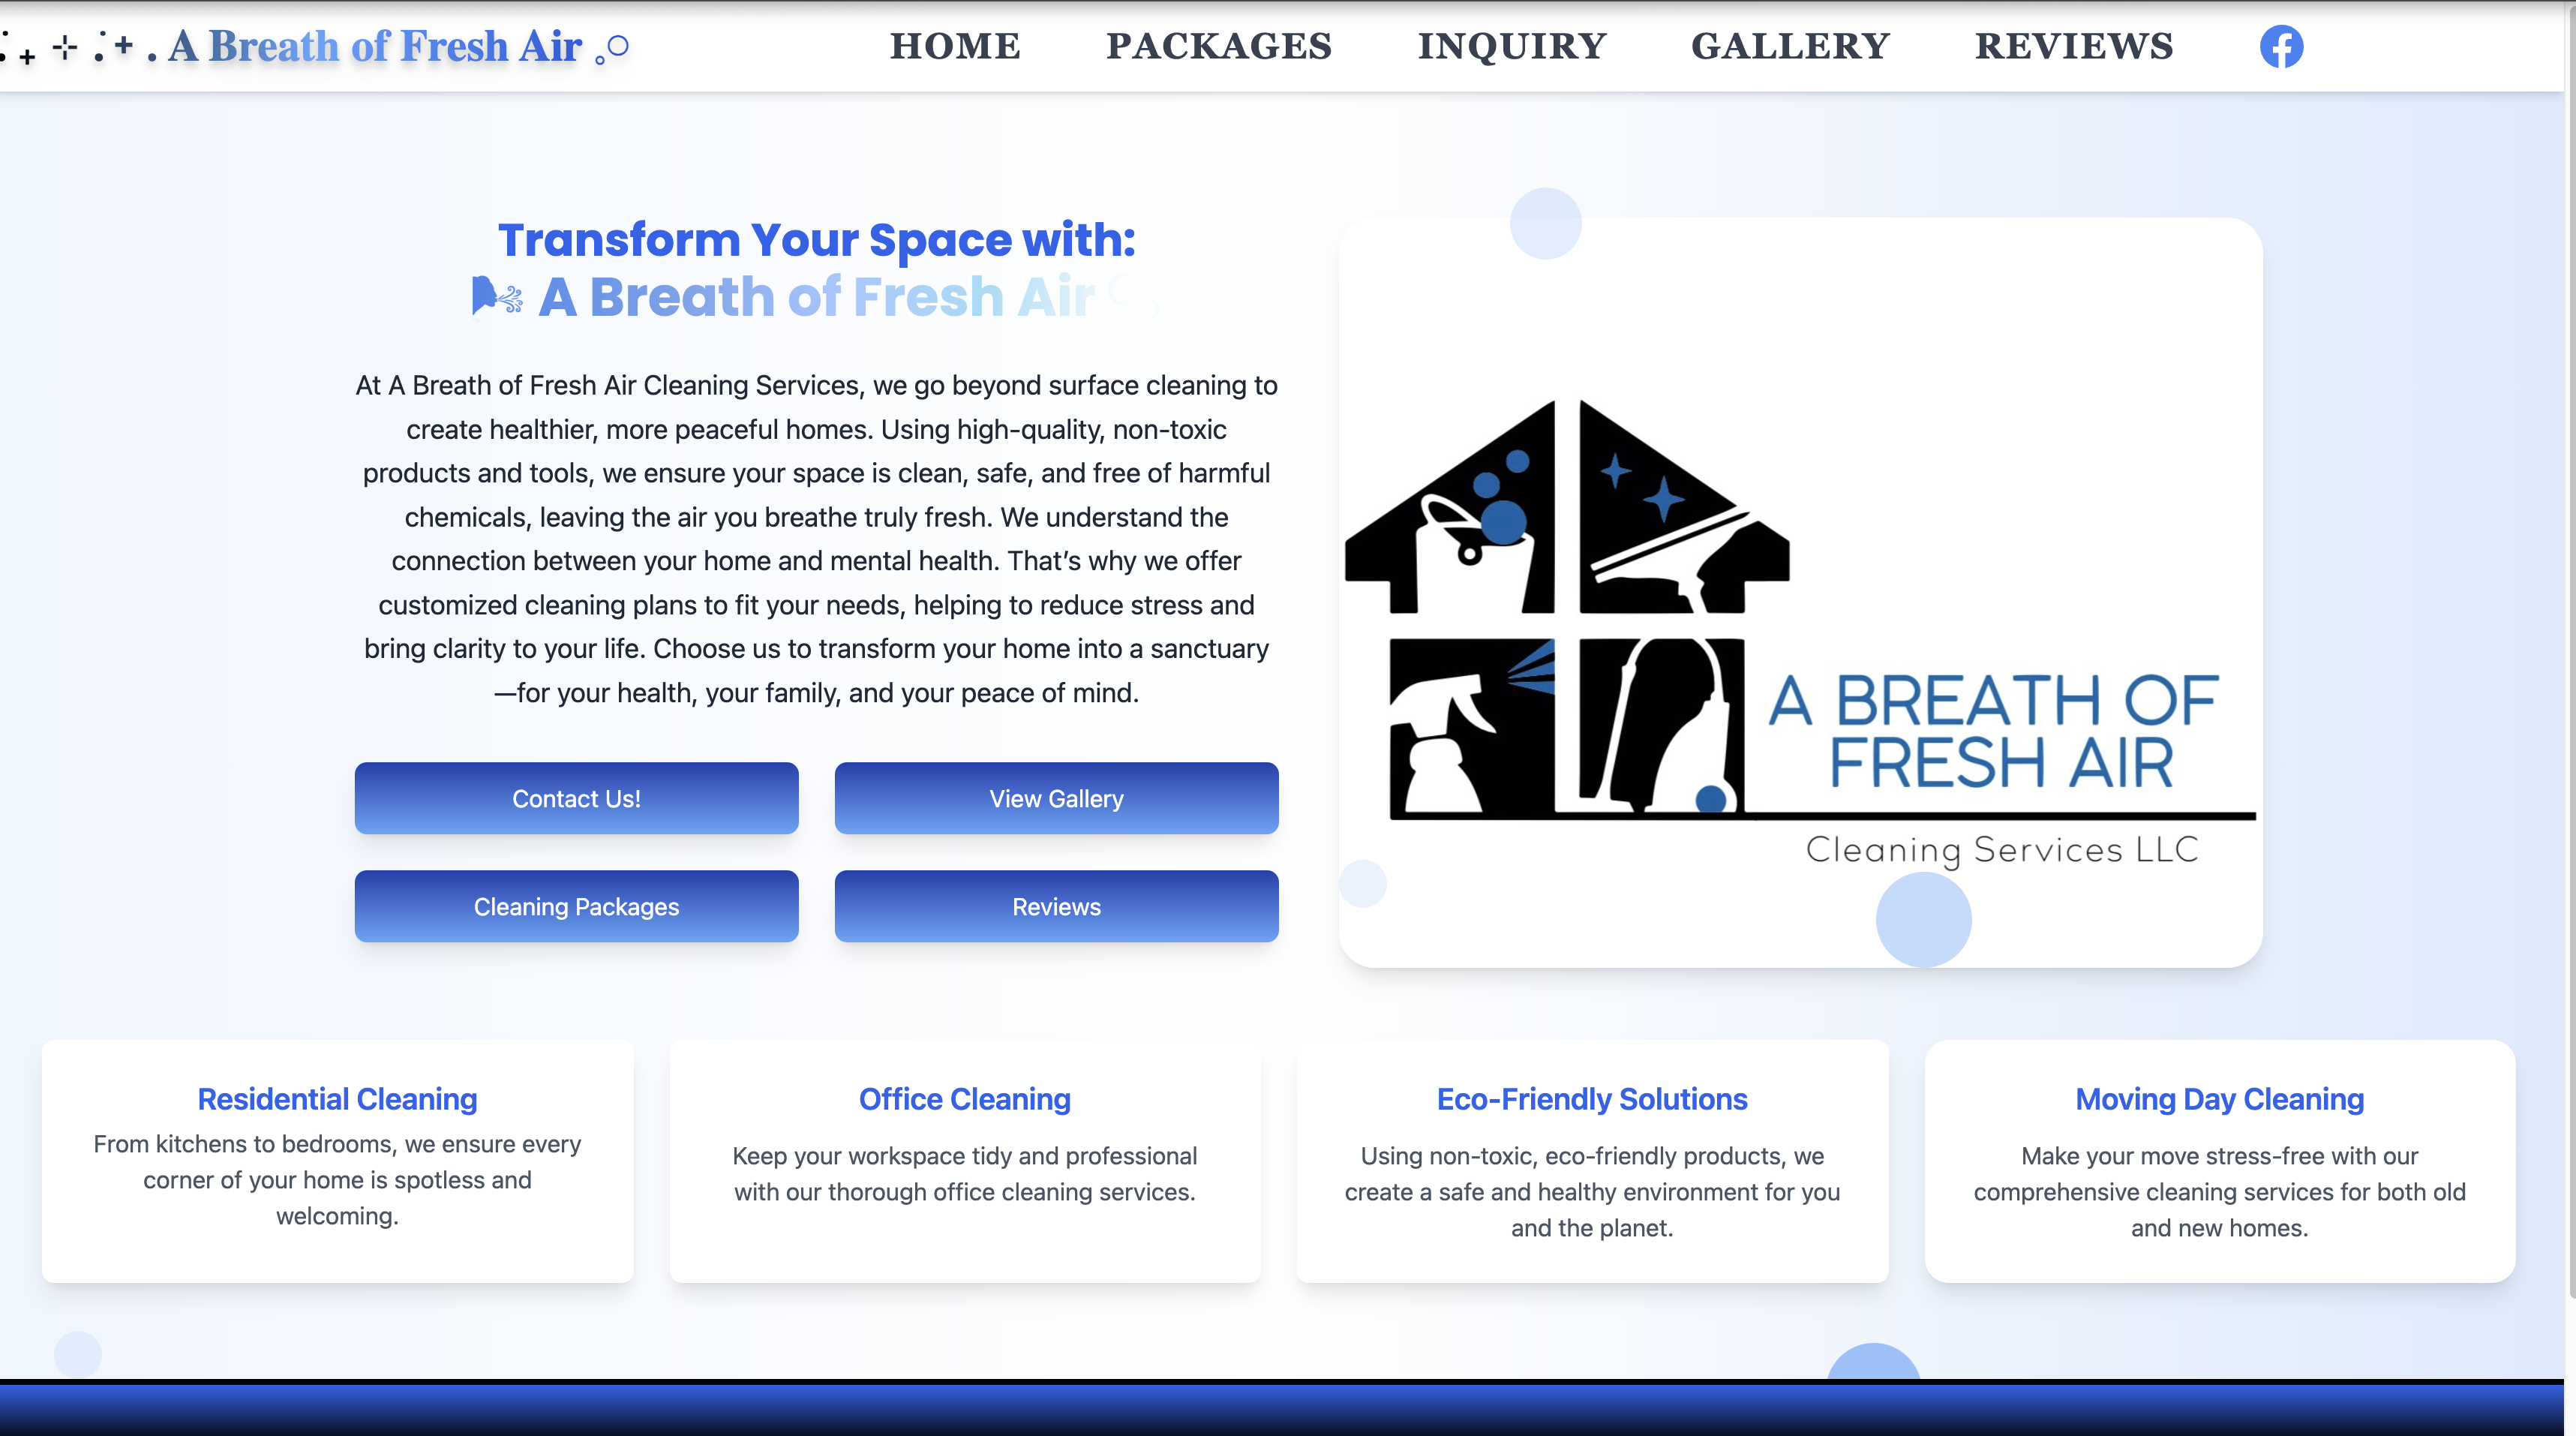 ⁺ ⊹ . ⁺ . A Breath of Fresh Air 。○
HOME PACKAGES INQUIRY GALLERY REVIEWS
Transform Your Space with:
🌬 A Breath of Fresh Air
At A Breath of Fresh Air Cleaning Services, we go beyond surface cleaning to
create healthier, more peaceful homes. Using high-quality, non-toxic
products and tools, we ensure your space is clean, safe, and free of harmful
chemicals, leaving the air you breathe truly fresh. We understand the
connection between your home and mental health. That’s why we offer
customized cleaning plans to fit your needs, helping to reduce stress and
bring clarity to your life. Choose us to transform your home into a sanctuary
—for your health, your family, and your peace of mind.
Contact Us!
View Gallery
Cleaning Packages
Reviews
A BREATH OF
FRESH AIR
Cleaning Services LLC
Residential Cleaning
From kitchens to bedrooms, we ensure every
corner of your home is spotless and
welcoming.
Office Cleaning
Keep your workspace tidy and professional
with our thorough office cleaning services.
Eco-Friendly Solutions
Using non-toxic, eco-friendly products, we
create a safe and healthy environment for you
and the planet.
Moving Day Cleaning
Make your move stress-free with our
comprehensive cleaning services for both old
and new homes.